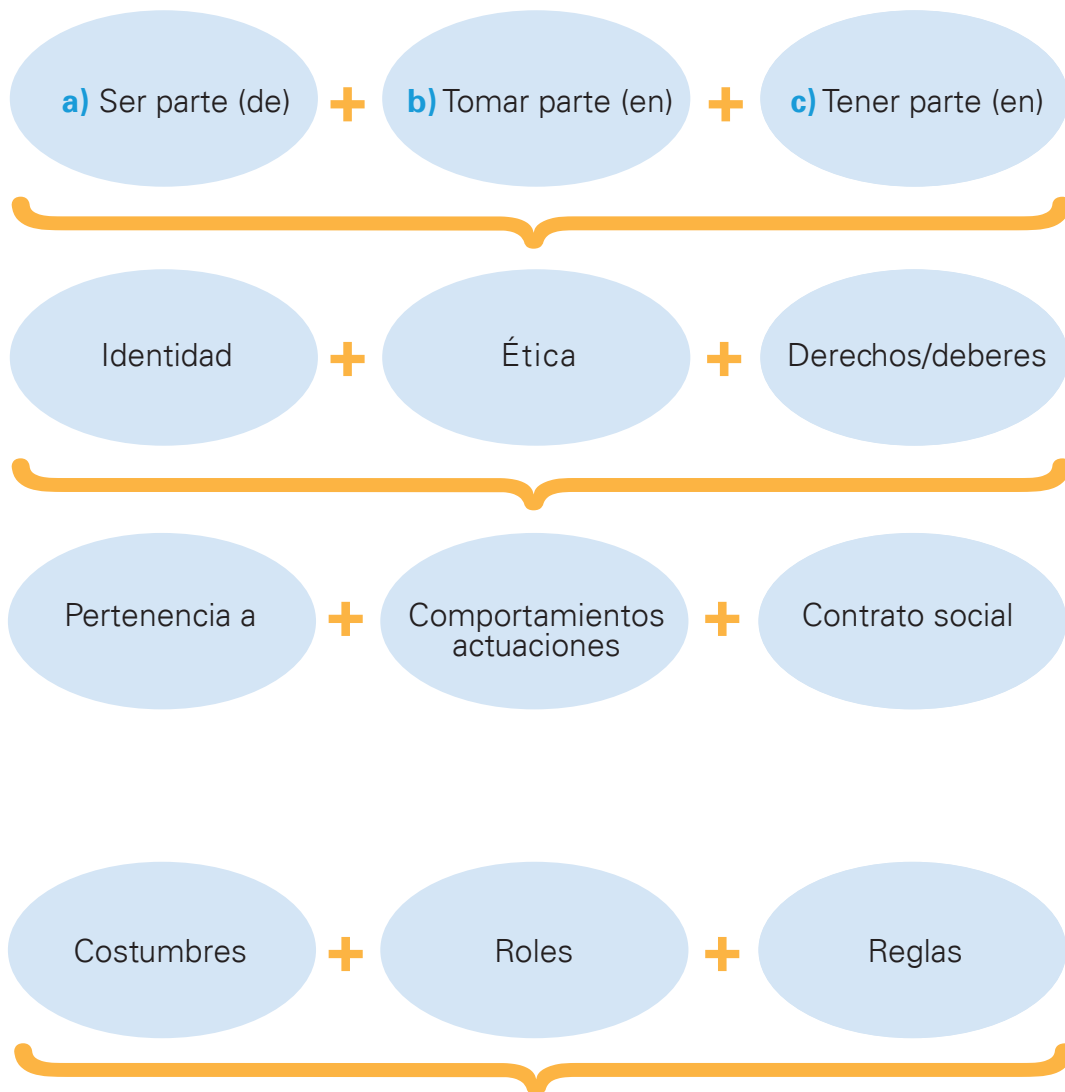 a) Ser parte (de) + b) Tomar parte (en) + c) Tener parte (en)
Identidad + Ética + Derechos/deberes
Pertenencia a + Comportamientos actuaciones + Contrato social
Costumbres + Roles + Reglas